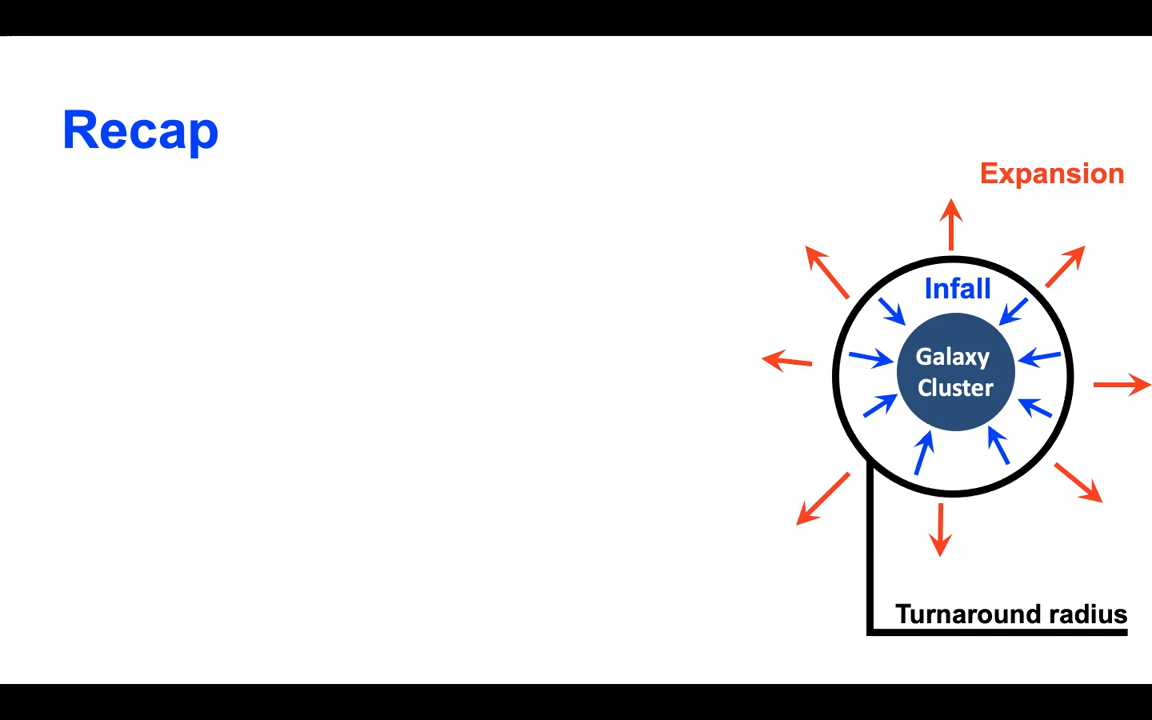 Recap
Expansion
Infall
Galaxy
Cluster
Turnaround radius